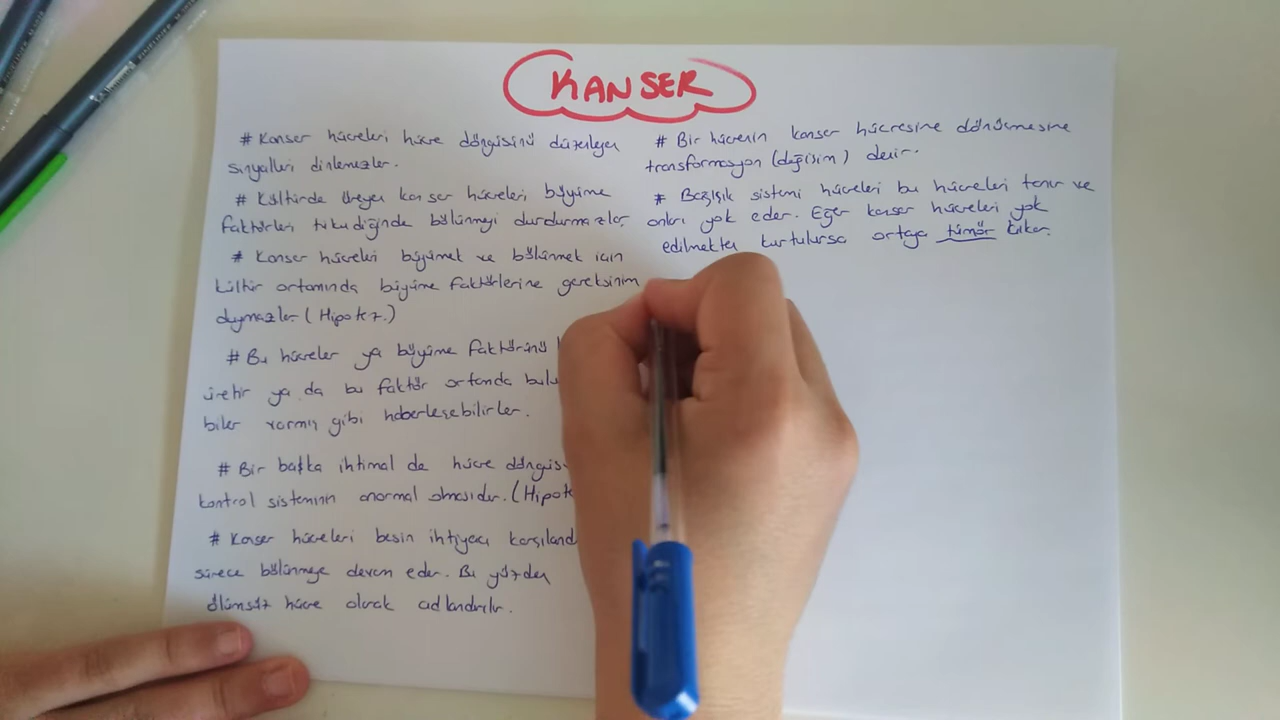 KANSER
# Kanser hücreleri hücre döngüsünü düzenleyen
sinyalleri dinlemezler.
# Kültürde üreyen kanser hücreleri büyüme
faktörleri tükendiğinde bölünmeyi durdurmazlar.
# Kanser hücreleri büyümek ve bölünmek için
kültür ortamında büyüme faktörlerine gereksinim
duymazlar (Hipotez.)
# Bu hücreler ya büyüme faktörünü
üretir ya da bu faktör ortamda
biler varmış gibi haberleşebilirler.
# Bir başka ihtimal de hücre
kontrol sisteminin anormal olmasıdır.
# Kanser hücreleri besin ihtiyacı
sürece bölünmeye devam eder. Bu yüzden
ölümsüz hücre olarak adlandırılır.
# Bir hücrenin kanser hücresine dönüşmesine
transformasyon (değişim) denir.
# Bağışık sistemi hücreleri bu hücreleri tanır ve
onları yok eder. Eğer kanser hücreleri yok
edilmekten kurtulursa ortaya tümör çıkar.